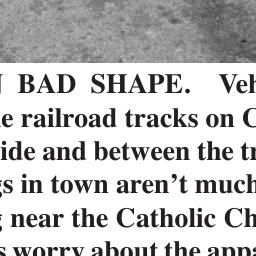 BAD SHAPE. Veh
e railroad tracks on C
ide and between the tr
gs in town aren't much
g near the Catholic Ch
s worry about the appa